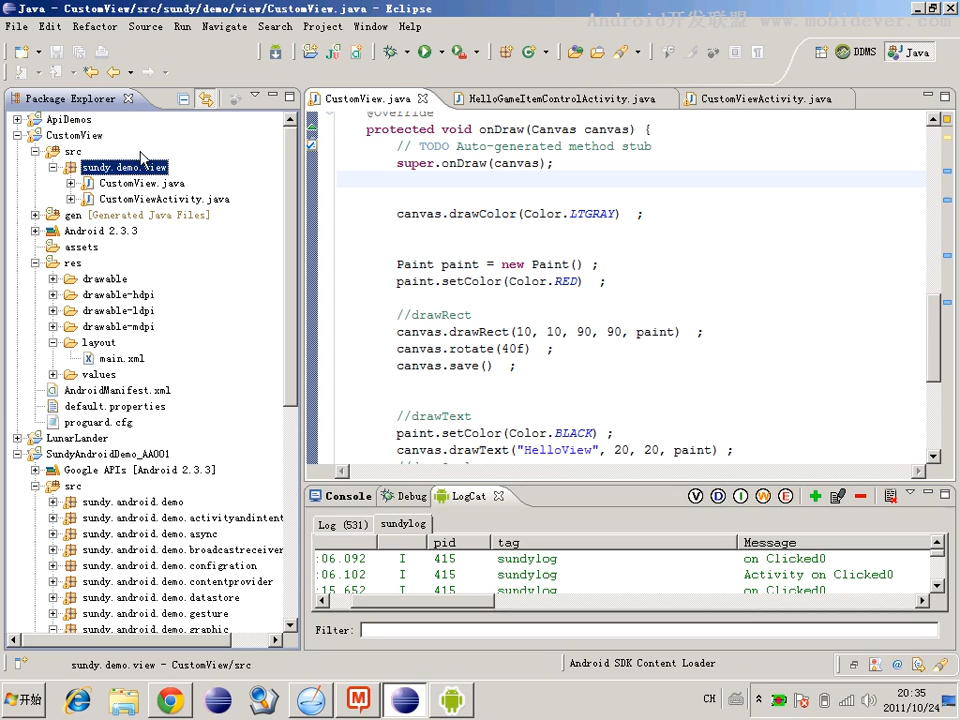 Java - CustomView/src/sundy/demo/view/CustomView.java - Eclipse
Android开发联盟 www.mobidever.com
File Edit Refactor Source Run Navigate Search Project Window Help
DDMS Java
Package Explorer
ApiDemos
CustomView
src
sundy.demo.view
CustomView.java
CustomViewActivity.java
gen [Generated Java Files]
Android 2.3.3
assets
res
drawable
drawable-hdpi
drawable-ldpi
drawable-mdpi
layout
main.xml
values
AndroidManifest.xml
default.properties
proguard.cfg
LunarLander
SundyAndroidDemo_AA001
Google APIs [Android 2.3.3]
src
sundy.android.demo
sundy.android.demo.activityandintent
sundy.android.demo.async
sundy.android.demo.broadcastreceiver
sundy.android.demo.configration
sundy.android.demo.contentprovider
sundy.android.demo.datastore
sundy.android.demo.gesture
sundy.android.demo.graphic
CustomView.java HelloGameItemControlActivity.java CustomViewActivity.java
@Override
protected void onDraw(Canvas canvas) {
// TODO Auto-generated method stub
super.onDraw(canvas);
canvas.drawColor(Color.LTGRAY) ;
Paint paint = new Paint() ;
paint.setColor(Color.RED) ;
//drawRect
canvas.drawRect(10, 10, 90, 90, paint) ;
canvas.rotate(40f) ;
canvas.save() ;
//drawText
paint.setColor(Color.BLACK) ;
canvas.drawText("HelloView", 20, 20, paint) ;
Console Debug LogCat
V D I W E
Log (531) sundylog
pid tag Message
:06.092 I 415 sundylog on Clicked0
:06.102 I 415 sundylog Activity on Clicked0
:15.652 I 415 sundylog on Clicked0
Filter:
sundy.demo.view - CustomView/src
Android SDK Content Loader
开始
CH
20:35
2011/10/24